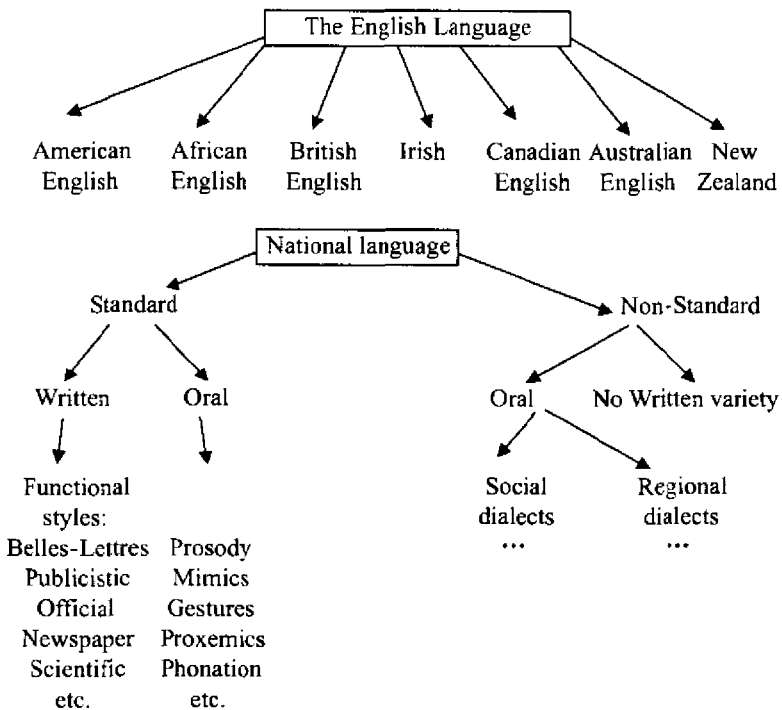 The English Language
American African British Irish Canadian Australian New
English English English English English Zealand
National language
Standard Non-Standard
Written Oral Oral No Written variety
Functional Social Regional
styles: dialects dialects
Belles-Lettres Prosody ... ...
Publicistic Mimics
Official Gestures
Newspaper Proxemics
Scientific Phonation
etc. etc.